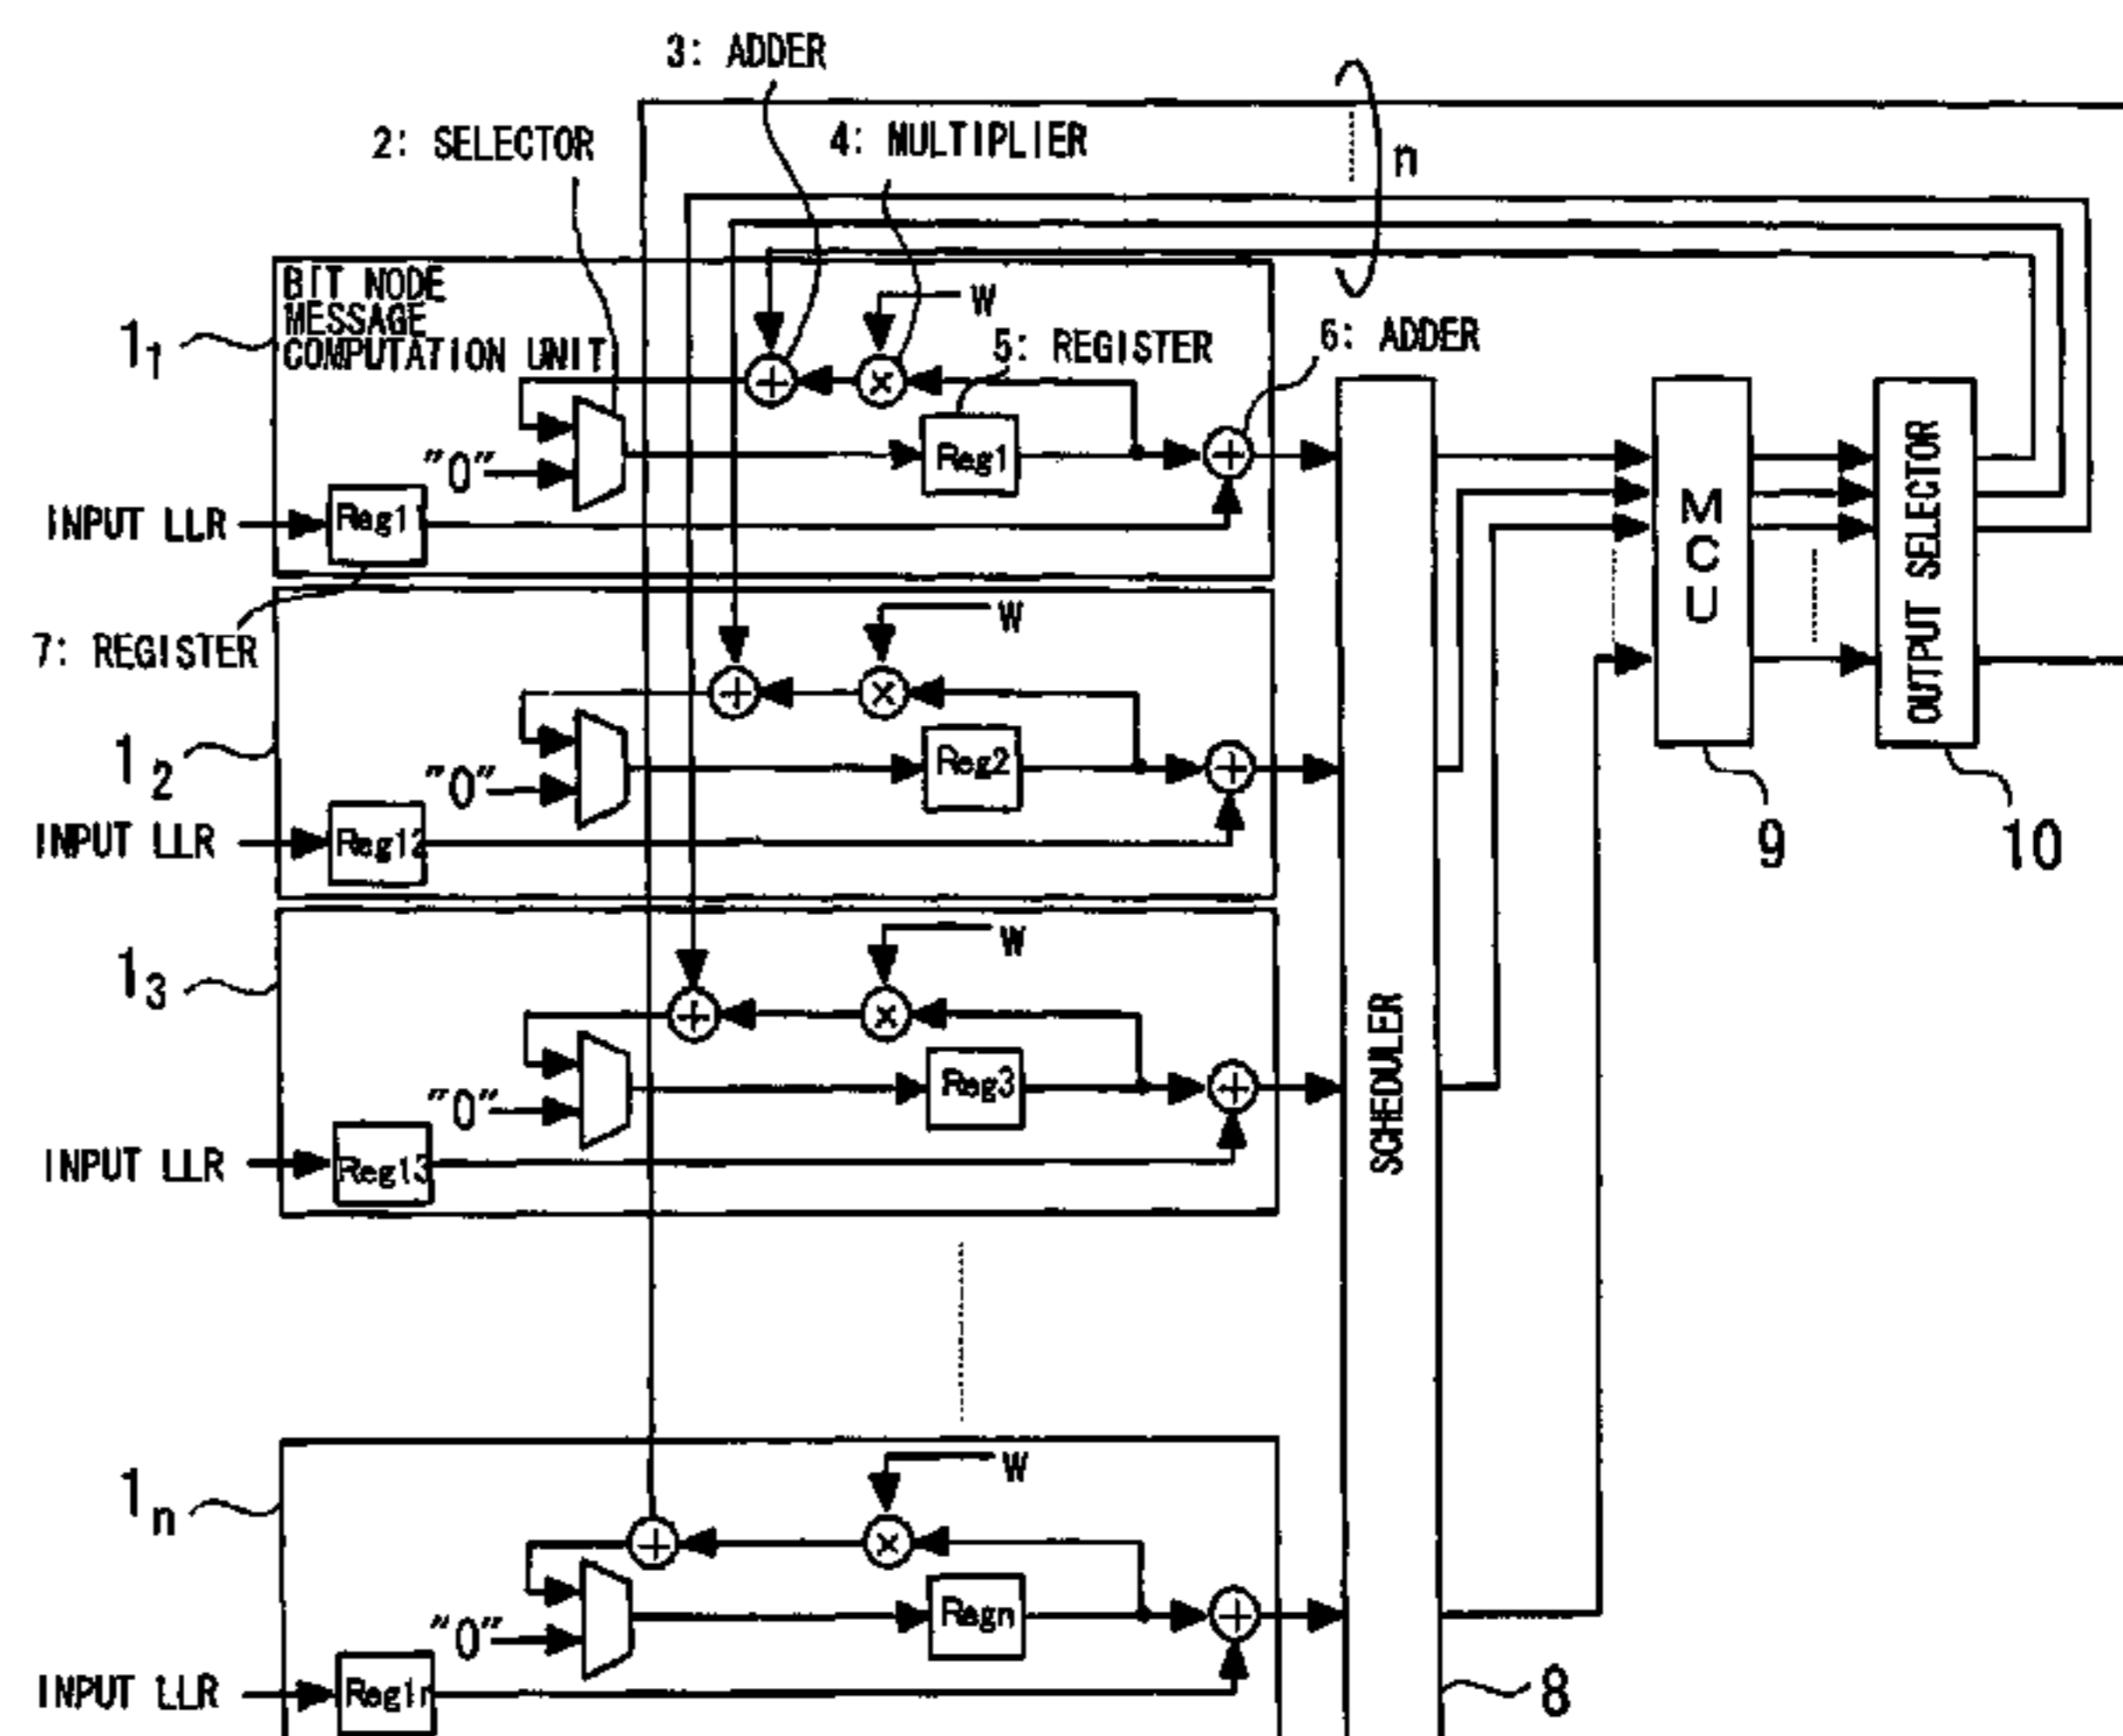 3: ADDER
2: SELECTOR
4: MULTIPLIER
n
BIT NODE
MESSAGE
COMPUTATION UNIT
1₁
W
5: REGISTER
6: ADDER
"0"
Reg1
INPUT LLR
Reg11
7: REGISTER
MCU
OUTPUT SELECTOR
9
10
1₂
W
"0"
Reg2
INPUT LLR
Reg12
1₃
W
"0"
Reg3
INPUT LLR
Reg13
SCHEDULER
1ₙ
W
"0"
Regn
INPUT LLR
Reg1n
8